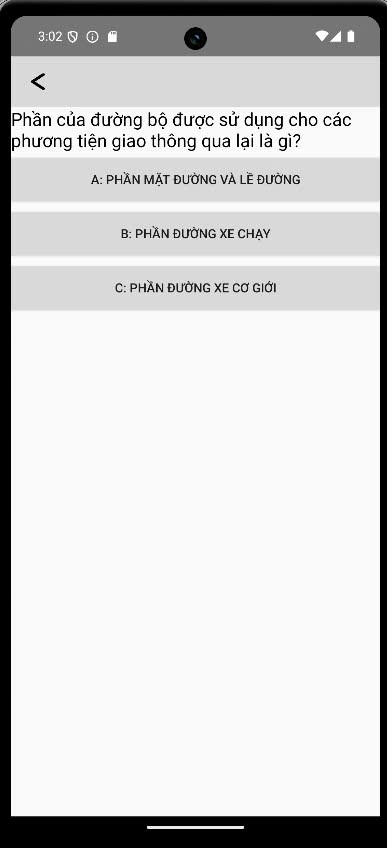 3:02
Phần của đường bộ được sử dụng cho các
phương tiện giao thông qua lại là gì?
A: PHẦN MẶT ĐƯỜNG VÀ LỀ ĐƯỜNG
B: PHẦN ĐƯỜNG XE CHẠY
C: PHẦN ĐƯỜNG XE CƠ GIỚI